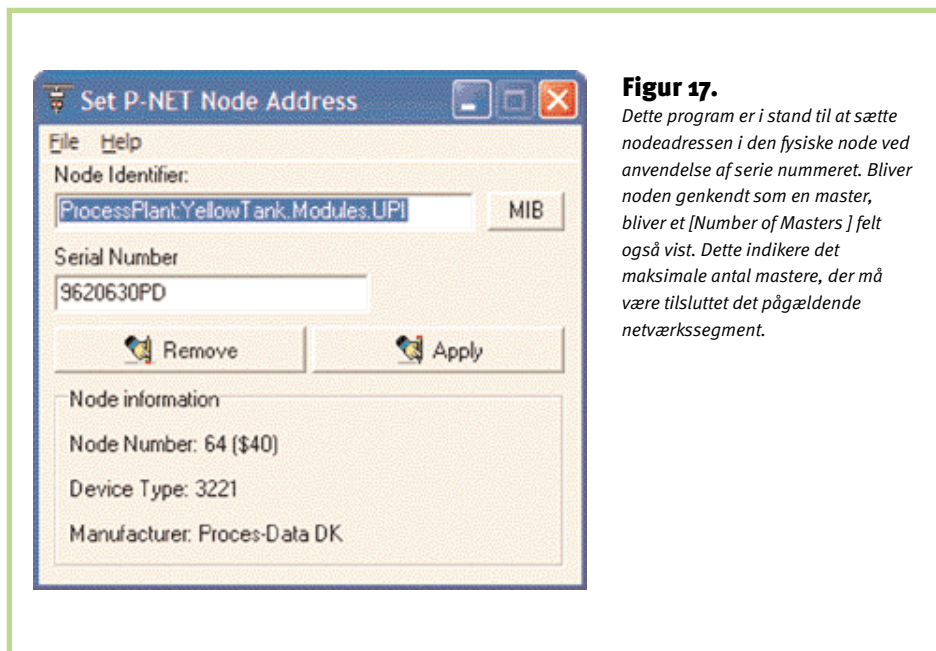 Set P-NET Node Address
File Help
Node Identifier:
ProcessPlant:YellowTank.Modules.UPI
MIB
Serial Number
9620630PD
Remove
Apply
Node information
Node Number: 64 ($40)
Device Type: 3221
Manufacturer: Proces-Data DK
Figur 17.
Dette program er i stand til at sætte
nodeadressen i den fysiske node ved
anvendelse af serie nummeret. Bliver
noden genkendt som en master,
bliver et [Number of Masters ] felt
også vist. Dette indikere det
maksimale antal mastere, der må
være tilsluttet det pågældende
netværkssegment.